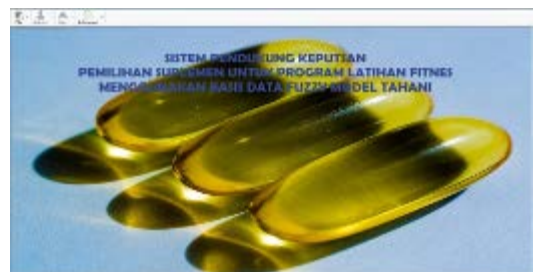 SISTEM PENDUKUNG KEPUTUSAN
PEMILIHAN SUPLEMEN UNTUK PROGRAM LATIHAN FITNES
MENGGUNAKAN BASIS DATA FUZZY MODEL TAHANI